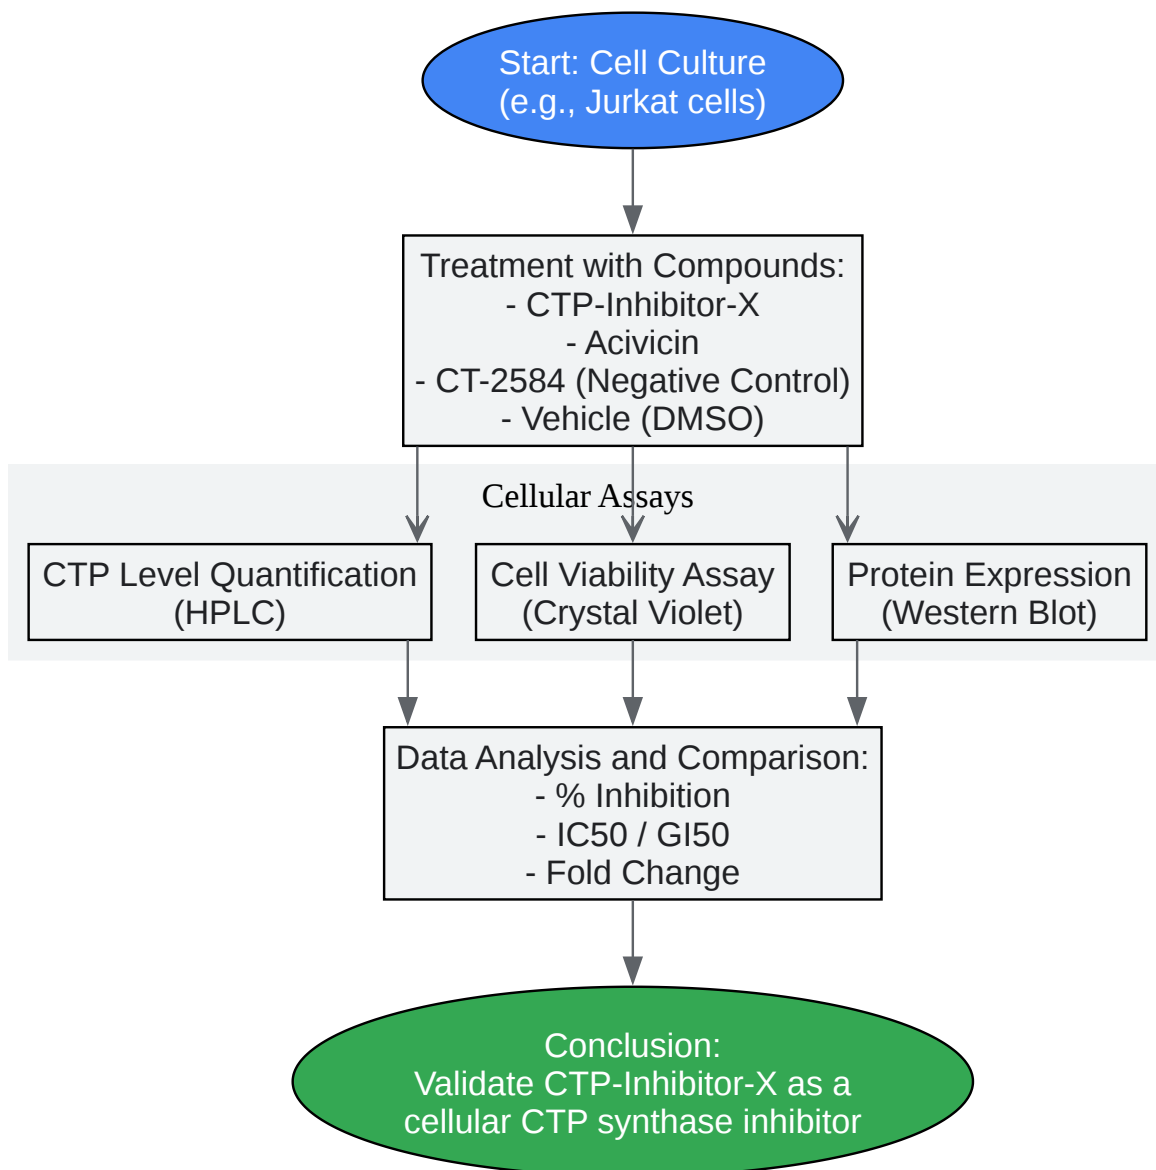 Start: Cell Culture
(e.g., Jurkat cells)
Treatment with Compounds:
- CTP-Inhibitor-X
- Acivicin
- CT-2584 (Negative Control)
- Vehicle (DMSO)
Cellular Assays
CTP Level Quantification
(HPLC)
Cell Viability Assay
(Crystal Violet)
Protein Expression
(Western Blot)
Data Analysis and Comparison:
- % Inhibition
- IC50 / GI50
- Fold Change
Conclusion:
Validate CTP-Inhibitor-X as a
cellular CTP synthase inhibitor